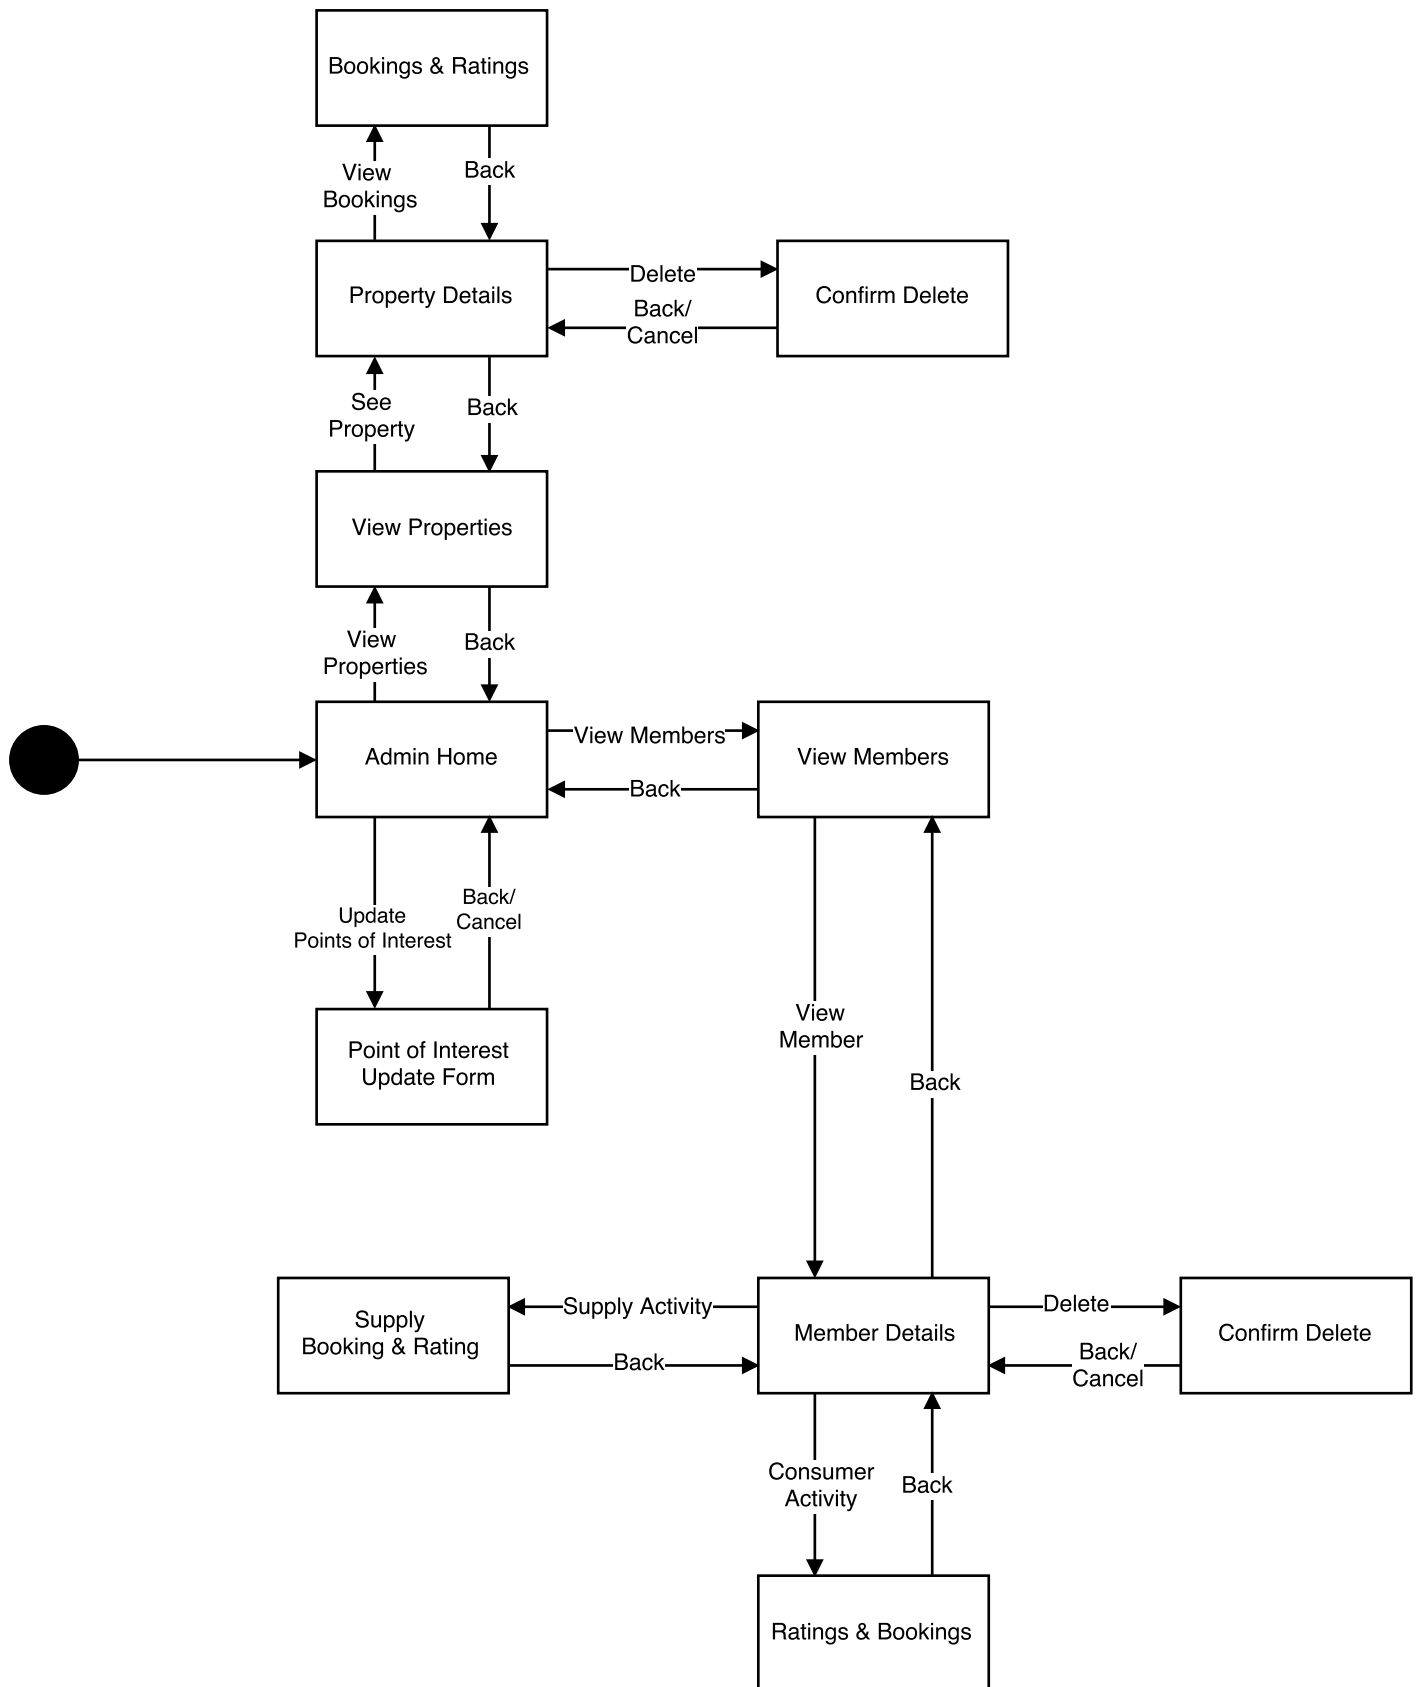 Bookings & Ratings
View
Bookings
Back
Property Details
Delete
Back/
Cancel
Confirm Delete
See
Property
Back
View Properties
View
Properties
Back
Admin Home
View Members
Back
View Members
Update
Points of Interest
Back/
Cancel
Point of Interest
Update Form
View
Member
Back
Supply
Booking & Rating
Supply Activity
Back
Member Details
Delete
Back/
Cancel
Confirm Delete
Consumer
Activity
Back
Ratings & Bookings